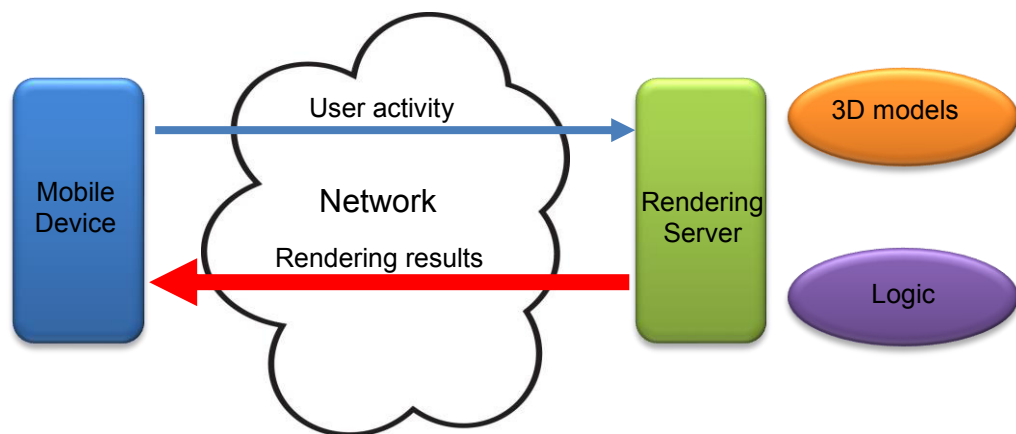 User activity
3D models
Mobile
Device
Network
Rendering
Server
Rendering results
Logic